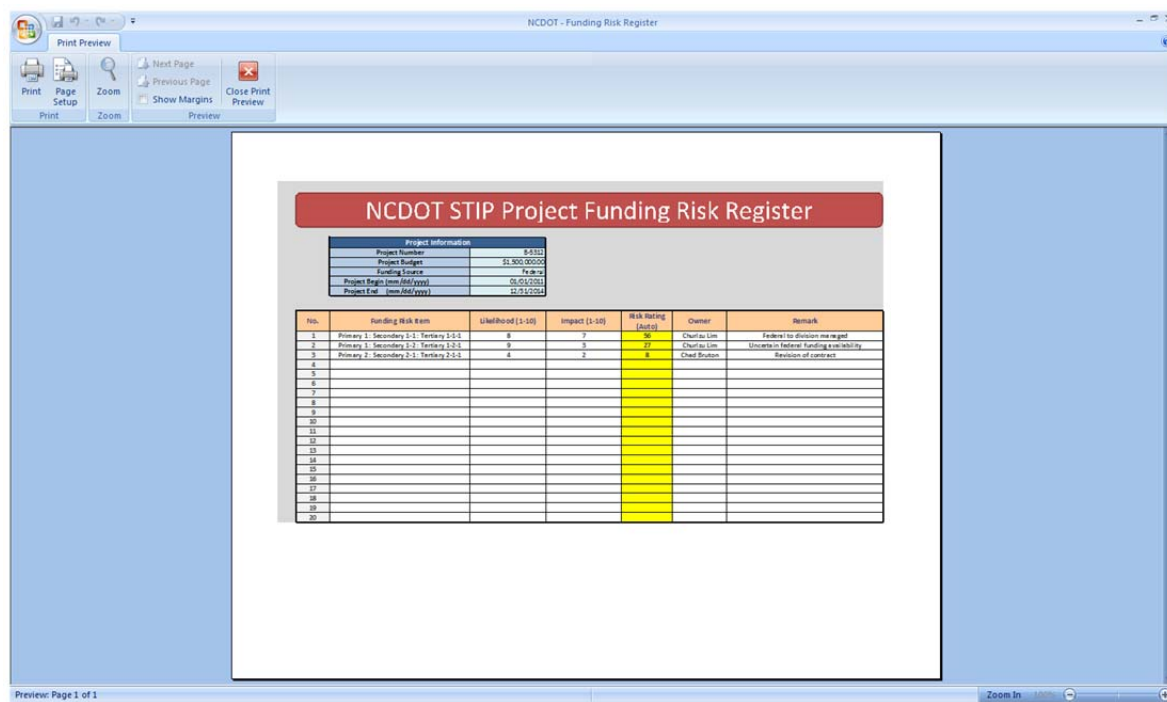 NCDOT - Funding Risk Register
Print Preview
Print
Page Setup
Zoom
Next Page
Previous Page
Show Margins
Close Print Preview
Print Zoom Preview
NCDOT STIP Project Funding Risk Register
Project Information
Project Number
Project Budget $1,500,000.00
Funding Source Federal
Project Begin (mm/dd/yyyy) 01/01/2011
Project End (mm/dd/yyyy) 12/31/2014
No. Funding Risk Item Likelihood (1-10) Impact (1-10) Risk Rating (Auto) Owner Remark
1 Primary 1: Secondary 1-1: Tertiary 1-1-1 8 7 56 Churlzu Lim Federal to division managed
2 Primary 1: Secondary 1-2: Tertiary 1-2-1 9 3 27 Churlzu Lim Uncertain federal funding availability
3 Primary 2: Secondary 2-1: Tertiary 2-1-1 4 2 8 Chad Bruton Revision of contract
4
5
6
7
8
9
10
11
12
13
14
15
16
17
18
19
20
Preview: Page 1 of 1
Zoom In 100%